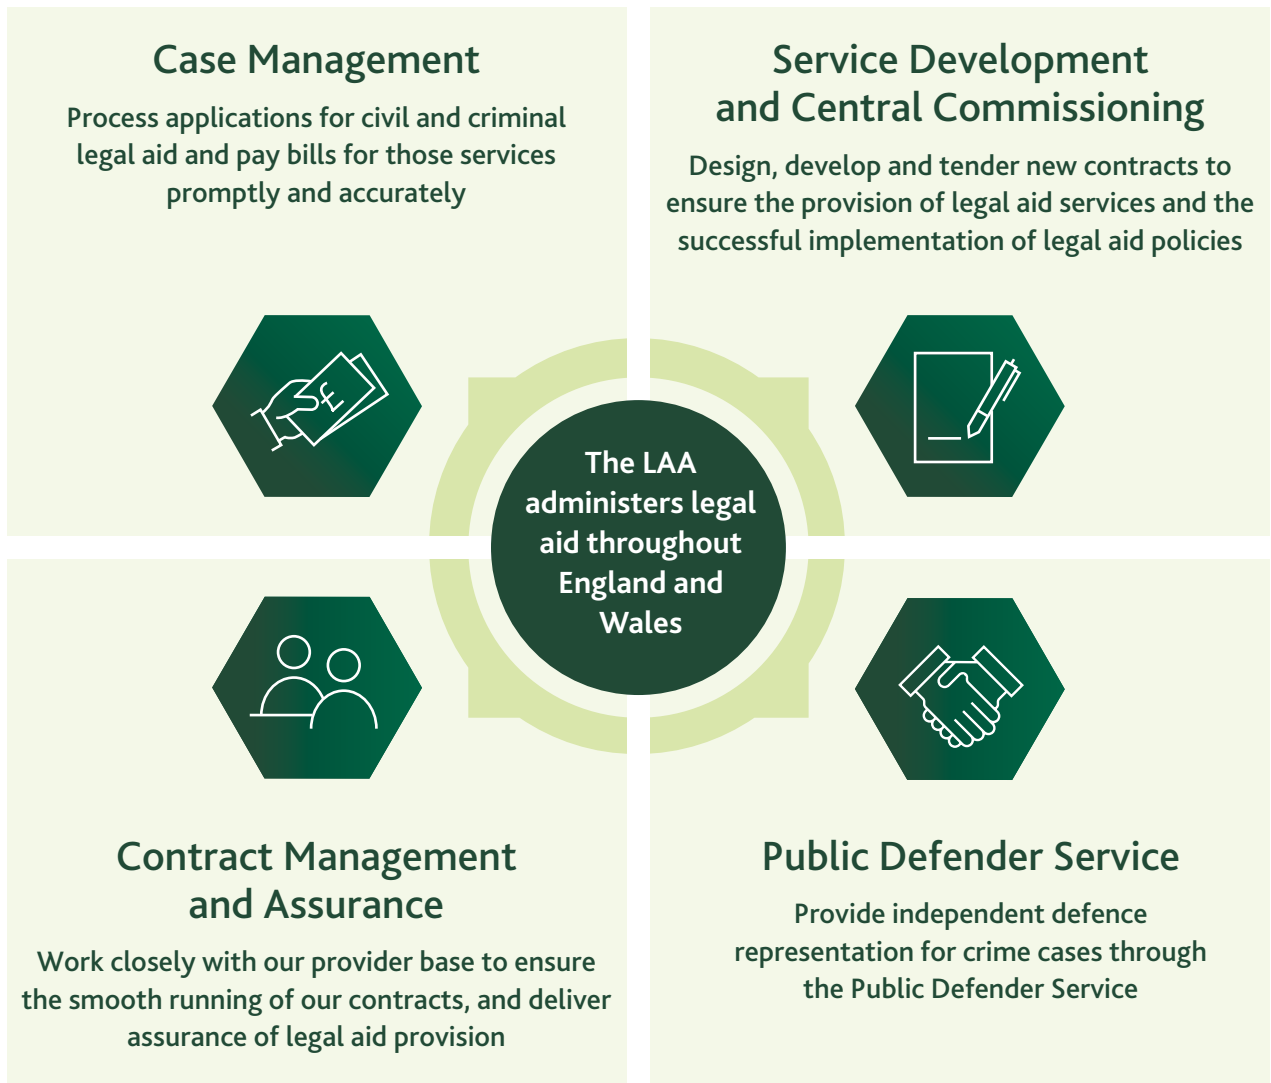 Case Management
Process applications for civil and criminal
legal aid and pay bills for those services
promptly and accurately
Service Development
and Central Commissioning
Design, develop and tender new contracts to
ensure the provision of legal aid services and the
successful implementation of legal aid policies
£
The LAA
administers legal
aid throughout
England and
Wales
Contract Management
and Assurance
Work closely with our provider base to ensure
the smooth running of our contracts, and deliver
assurance of legal aid provision
Public Defender Service
Provide independent defence
representation for crime cases through
the Public Defender Service